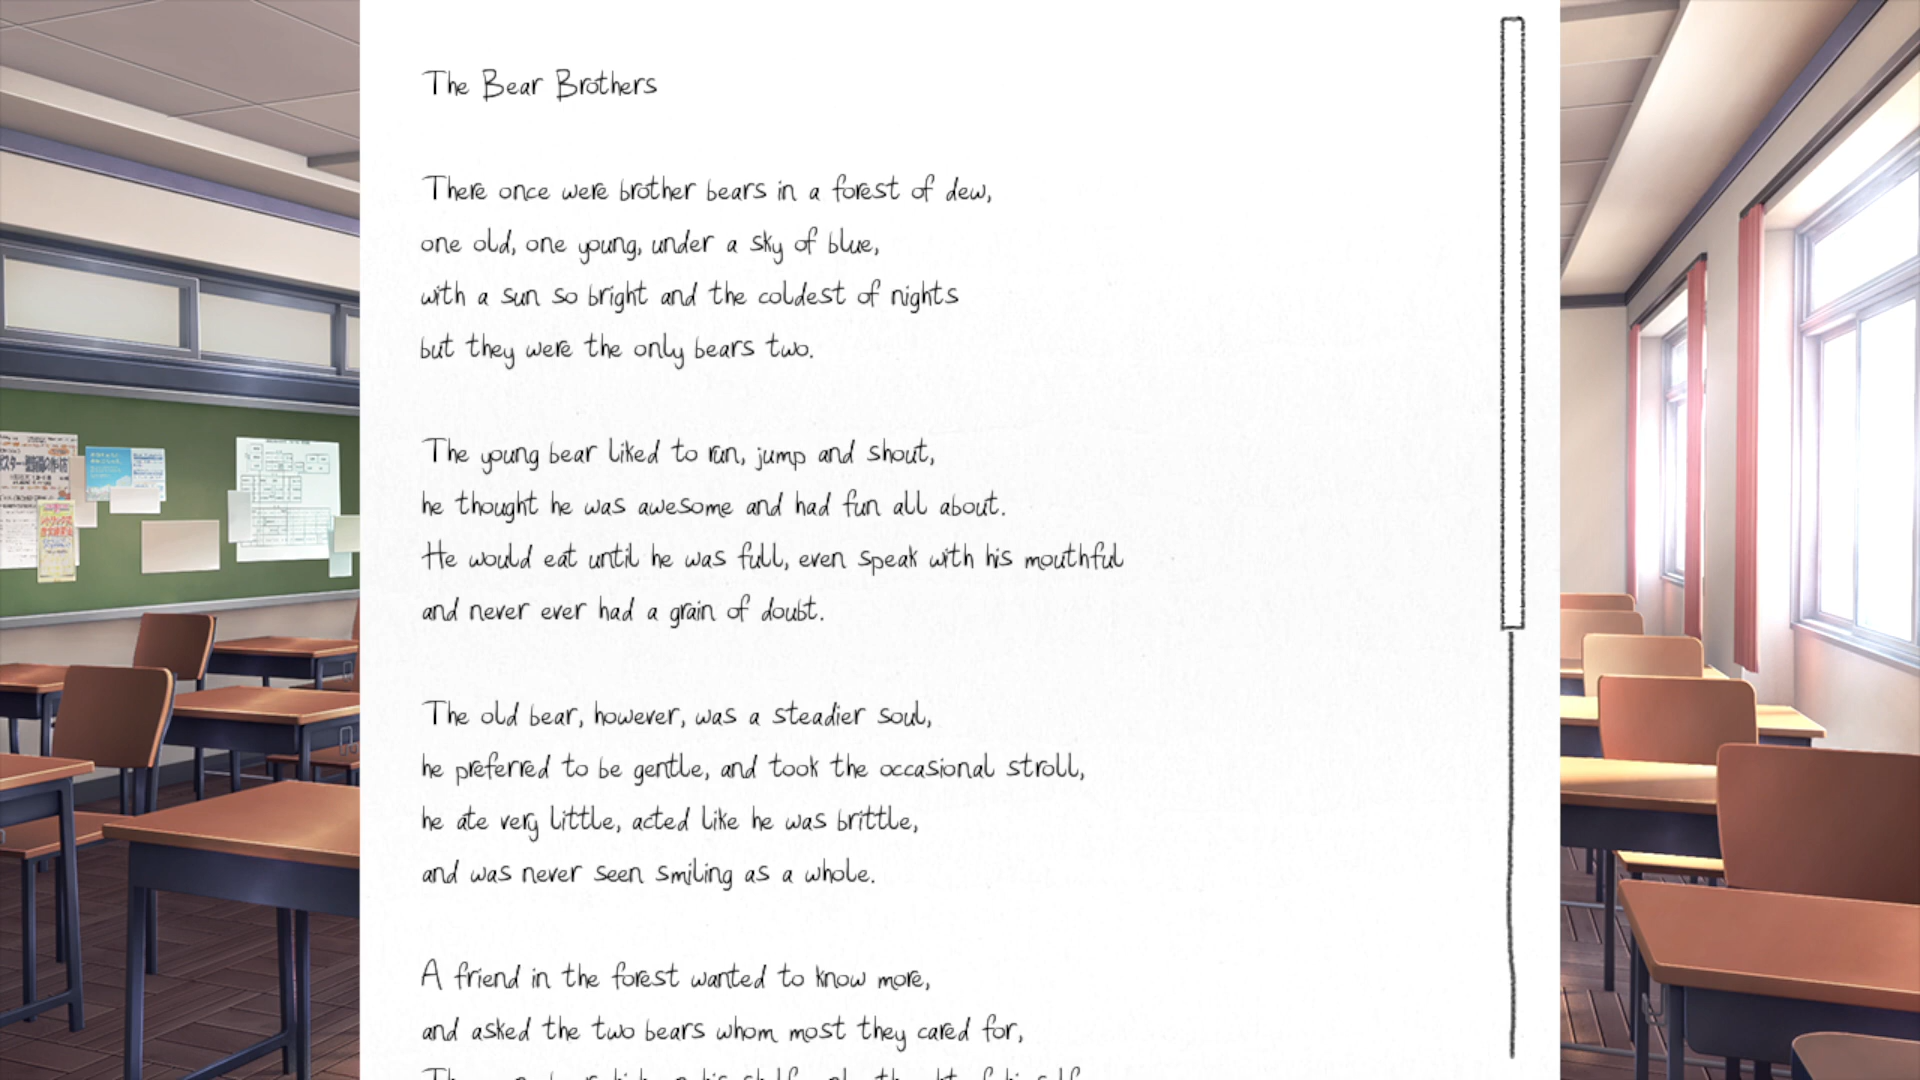 The Bear Brothers
There once were brother bears in a forest of dew,
one old, one young, under a sky of blue,
with a sun so bright and the coldest of nights
but they were the only bears two.
The young bear liked to run, jump and shout,
he thought he was awesome and had fun all about.
He would eat until he was full, even speak with his mouthful
and never ever had a grain of doubt.
The old bear, however, was a steadier soul,
he preferred to be gentle, and took the occasional stroll,
he ate very little, acted like he was brittle,
and was never seen smiling as a whole.
A friend in the forest wanted to know more,
and asked the two bears whom most they cared for,